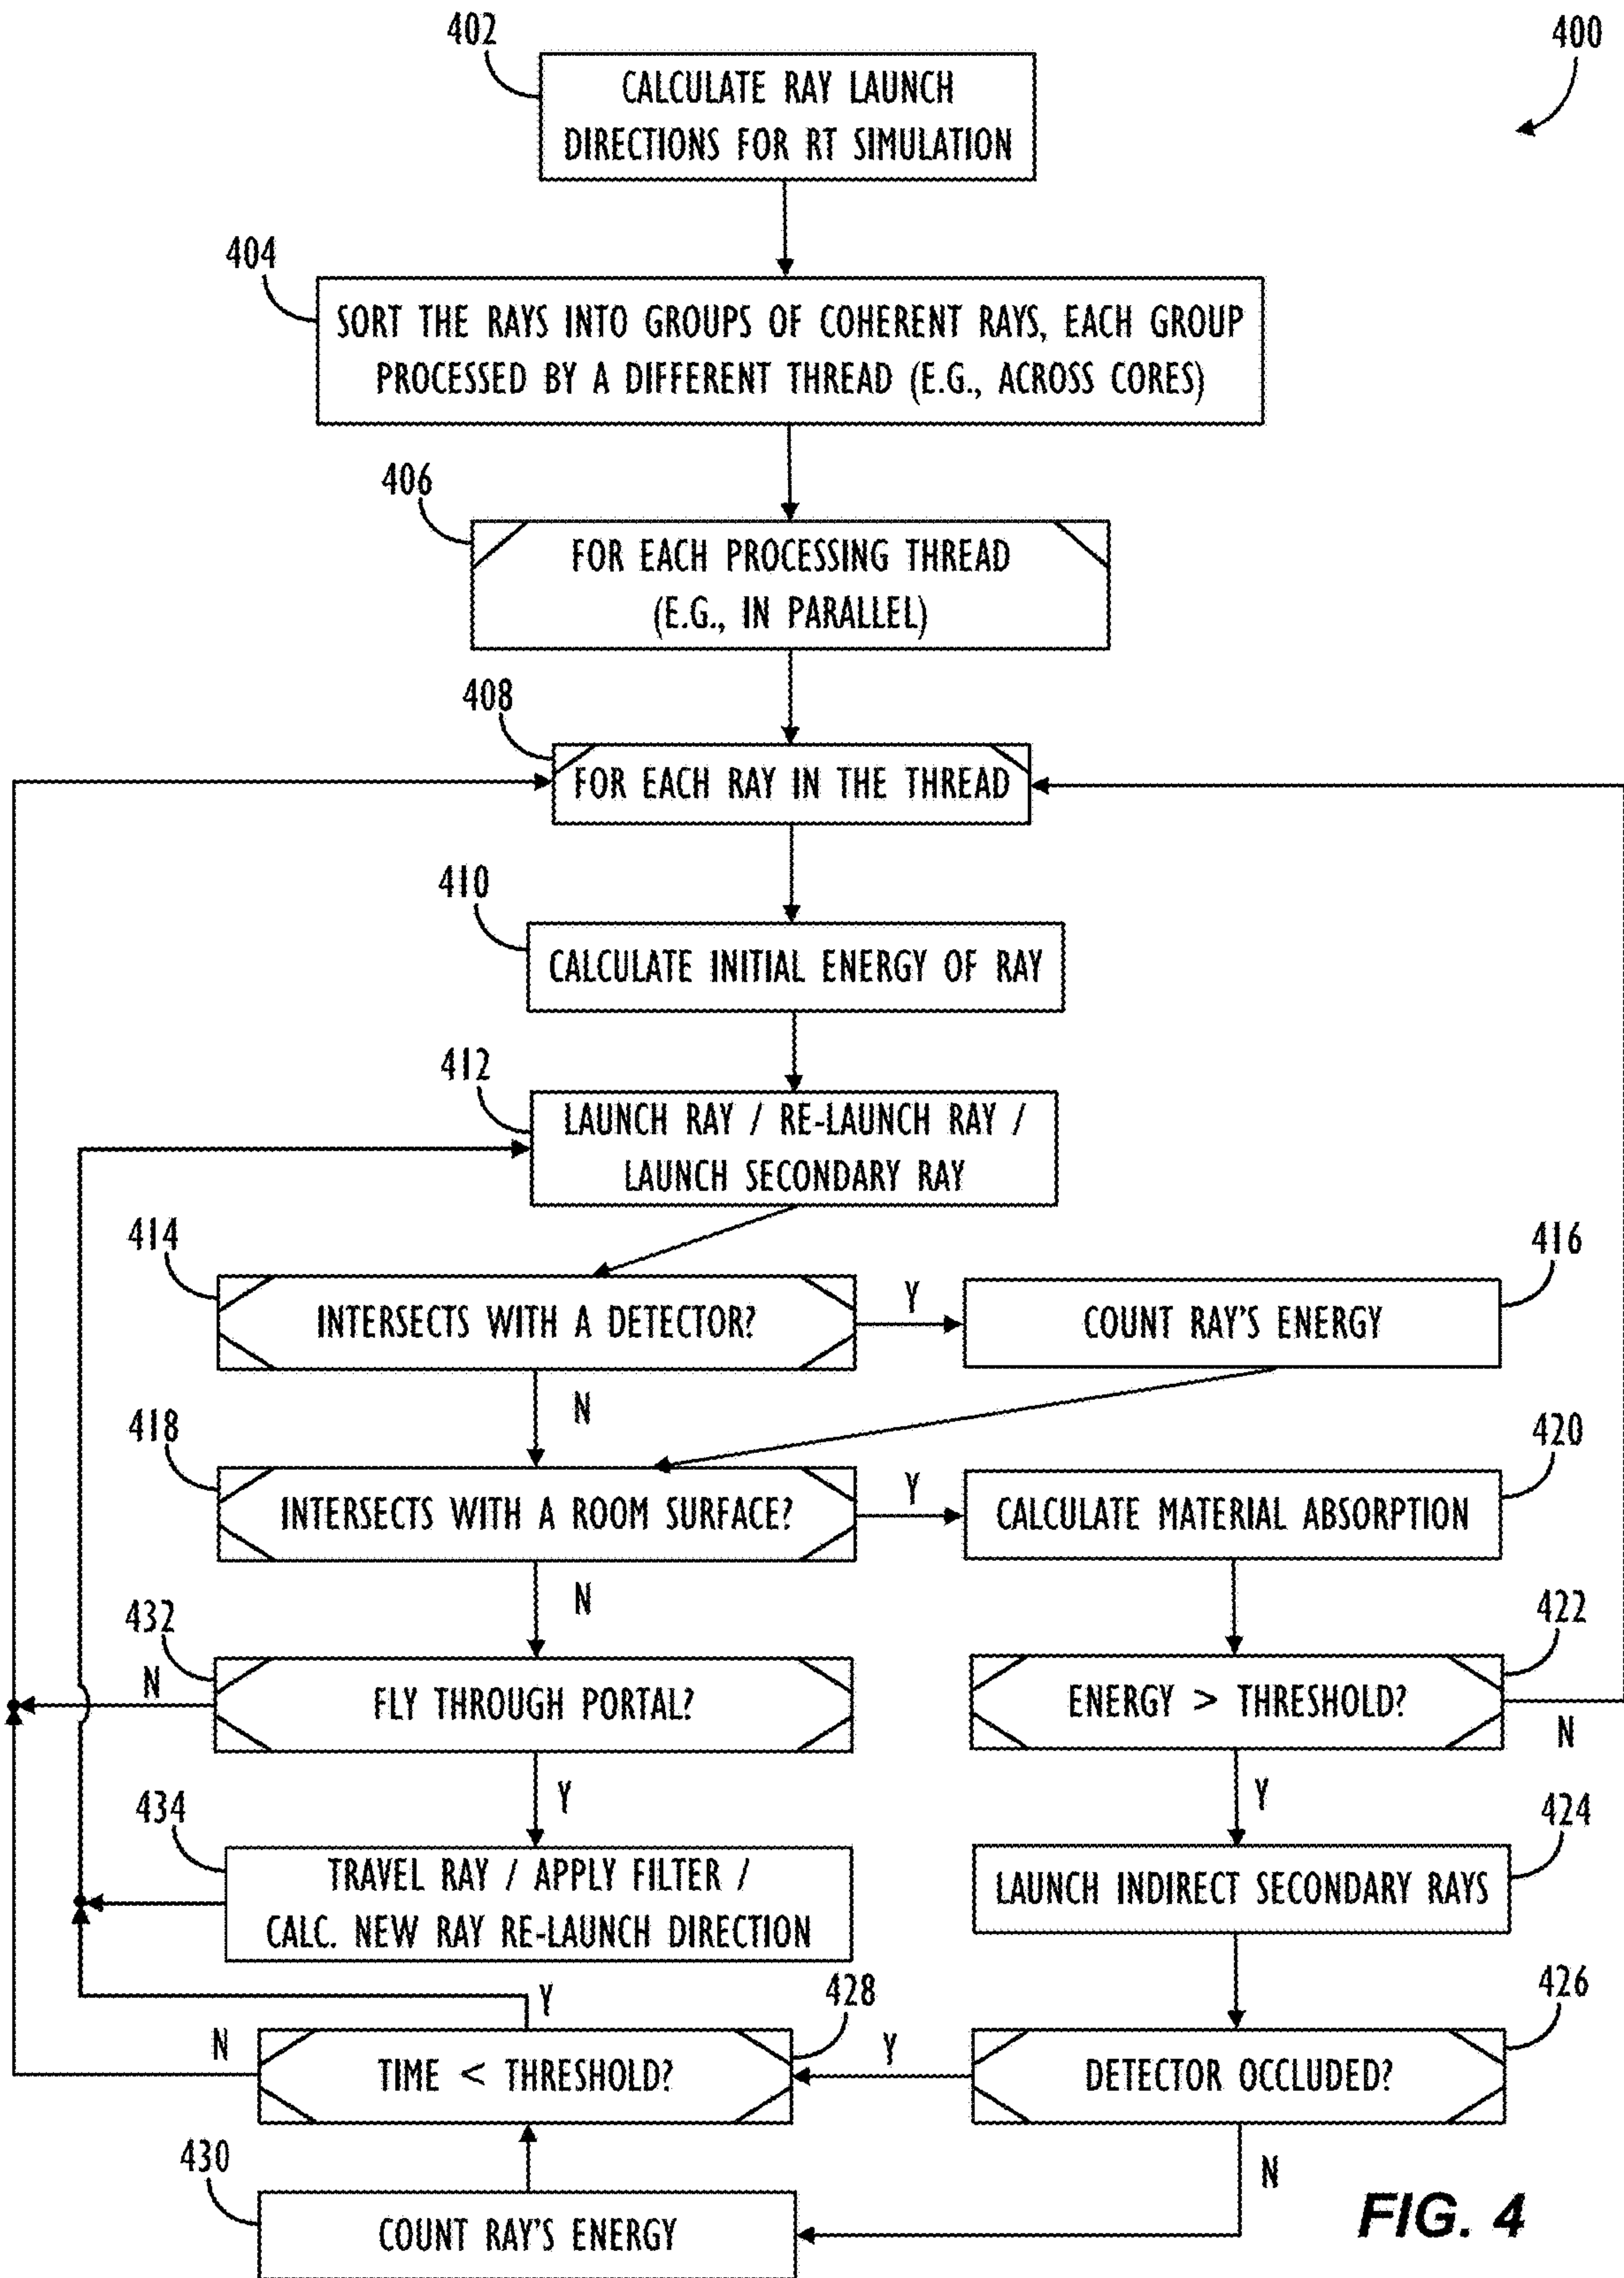 402
400
CALCULATE RAY LAUNCH
DIRECTIONS FOR RT SIMULATION
404
SORT THE RAYS INTO GROUPS OF COHERENT RAYS, EACH GROUP
PROCESSED BY A DIFFERENT THREAD (E.G., ACROSS CORES)
406
FOR EACH PROCESSING THREAD
(E.G., IN PARALLEL)
408
FOR EACH RAY IN THE THREAD
410
CALCULATE INITIAL ENERGY OF RAY
412
LAUNCH RAY / RE-LAUNCH RAY /
LAUNCH SECONDARY RAY
414
INTERSECTS WITH A DETECTOR?
Y
416
COUNT RAY'S ENERGY
N
418
INTERSECTS WITH A ROOM SURFACE?
Y
420
CALCULATE MATERIAL ABSORPTION
N
432
FLY THROUGH PORTAL?
N
422
ENERGY > THRESHOLD?
N
Y
Y
434
TRAVEL RAY / APPLY FILTER /
CALC. NEW RAY RE-LAUNCH DIRECTION
424
LAUNCH INDIRECT SECONDARY RAYS
Y
428
N
TIME < THRESHOLD?
Y
426
DETECTOR OCCLUDED?
N
430
COUNT RAY'S ENERGY
FIG. 4